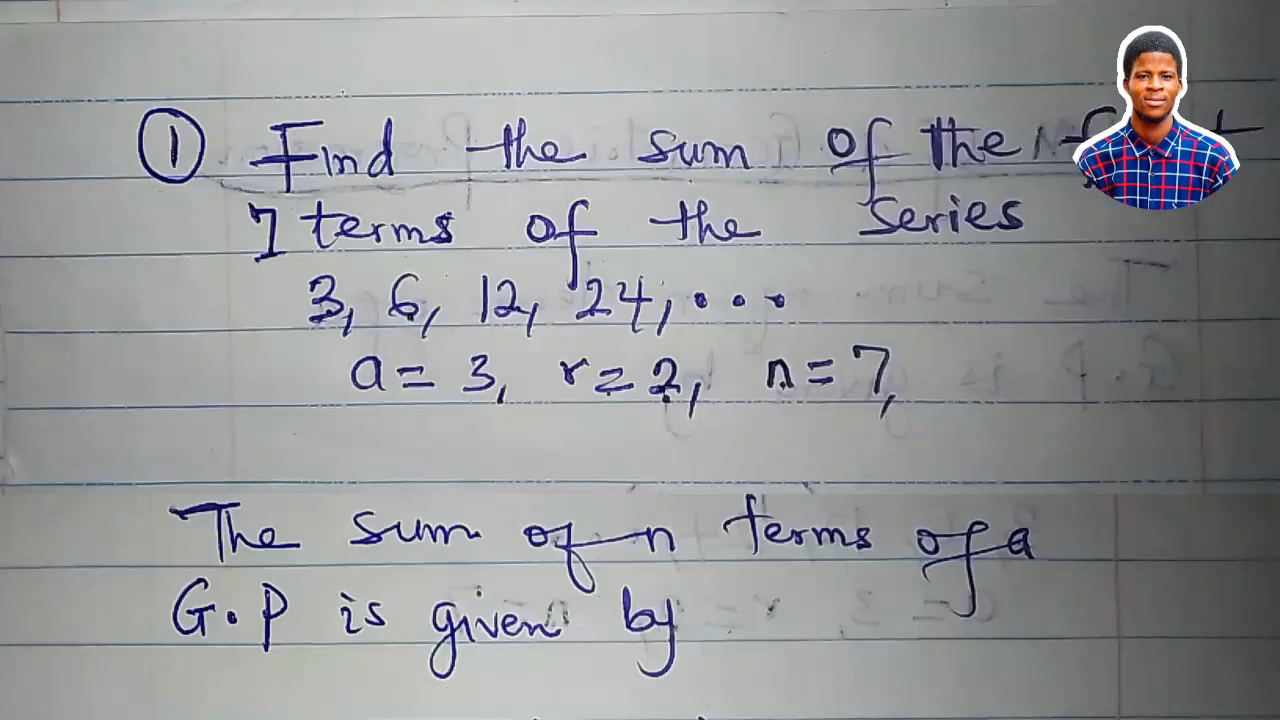 ① Find the sum of the
7 terms of the series
3, 6, 12, 24, ...
a = 3, r = 2, n = 7,
The sum of n terms of a
G.P is given by